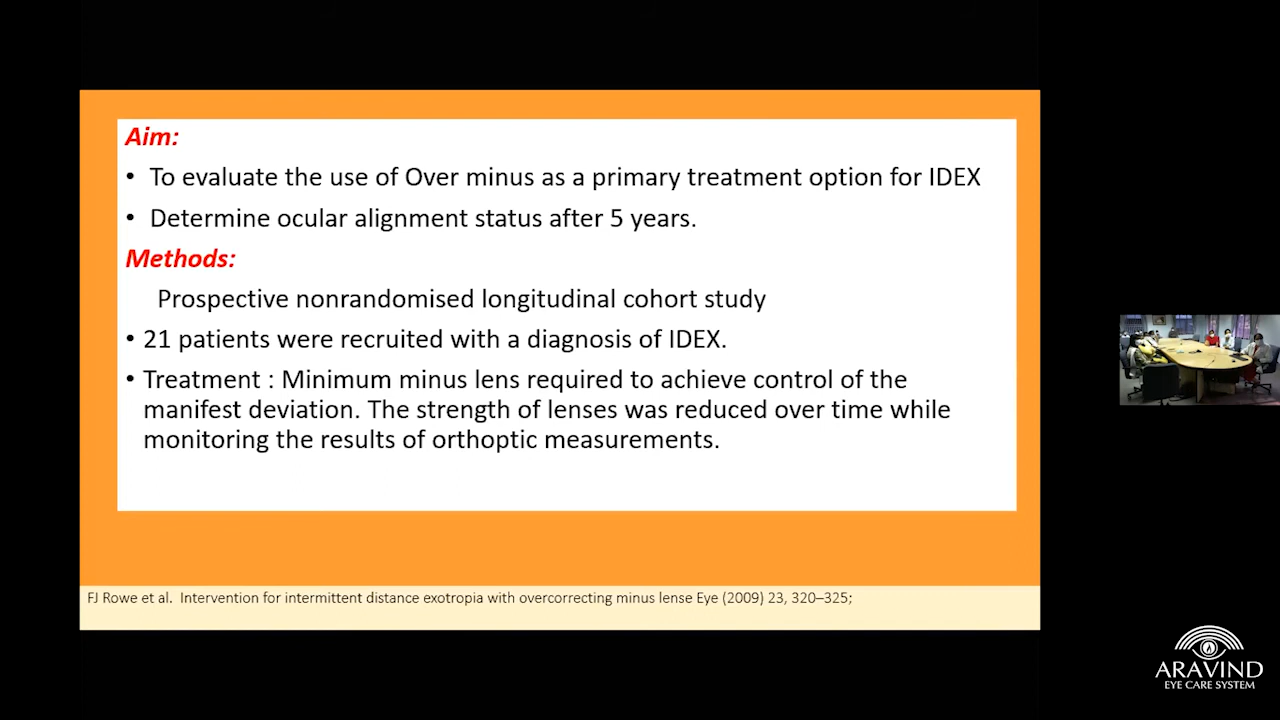 Aim:
• To evaluate the use of Over minus as a primary treatment option for IDEX
• Determine ocular alignment status after 5 years.
Methods:
Prospective nonrandomised longitudinal cohort study
• 21 patients were recruited with a diagnosis of IDEX.
• Treatment : Minimum minus lens required to achieve control of the
manifest deviation. The strength of lenses was reduced over time while
monitoring the results of orthoptic measurements.
FJ Rowe et al. Intervention for intermittent distance exotropia with overcorrecting minus lense Eye (2009) 23, 320–325;
ARAVIND
EYE CARE SYSTEM